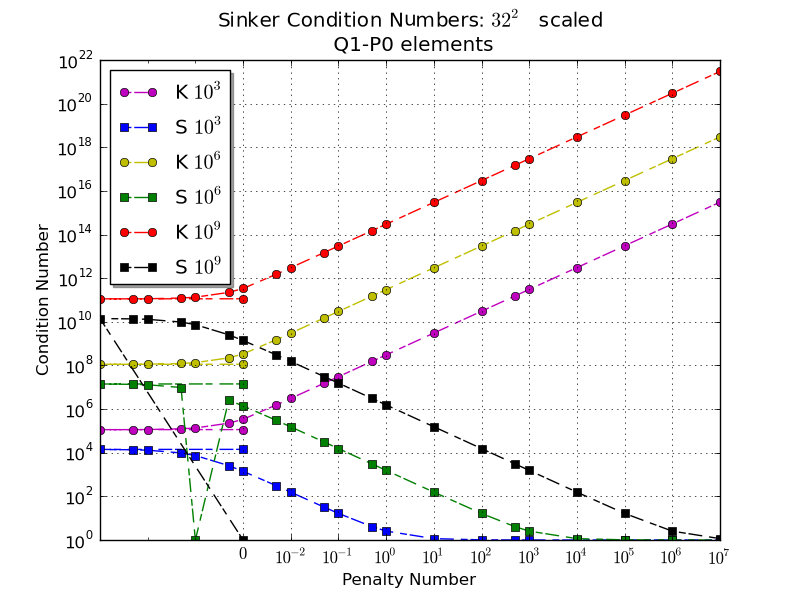 Sinker Condition Numbers: 32² scaled
Q1-P0 elements
Condition Number
10²²
10²⁰
10¹⁸
10¹⁶
10¹⁴
10¹²
10¹⁰
10⁸
10⁶
10⁴
10²
10⁰
K 10³
S 10³
K 10⁶
S 10⁶
K 10⁹
S 10⁹
0 10⁻² 10⁻¹ 10⁰ 10¹ 10² 10³ 10⁴ 10⁵ 10⁶ 10⁷
Penalty Number